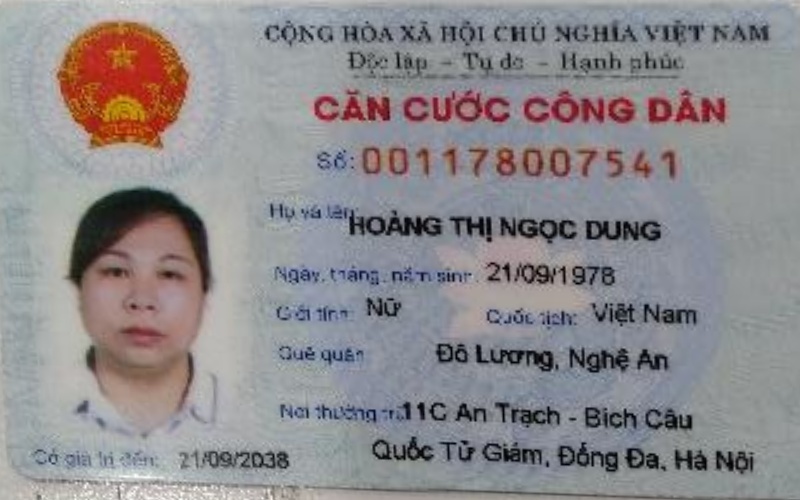 CỘNG HÒA XÃ HỘI CHỦ NGHĨA VIỆT NAM
Độc lập - Tự do - Hạnh phúc
CĂN CƯỚC CÔNG DÂN
Số: 001178007541
Họ và tên: HOÀNG THỊ NGỌC DUNG
Ngày, tháng, năm sinh: 21/09/1978
Giới tính: Nữ Quốc tịch: Việt Nam
Quê quán: Đô Lương, Nghệ An
Nơi thường trú: 11C An Trạch - Bích Câu
Quốc Tử Giám, Đống Đa, Hà Nội
Có giá trị đến: 21/09/2038